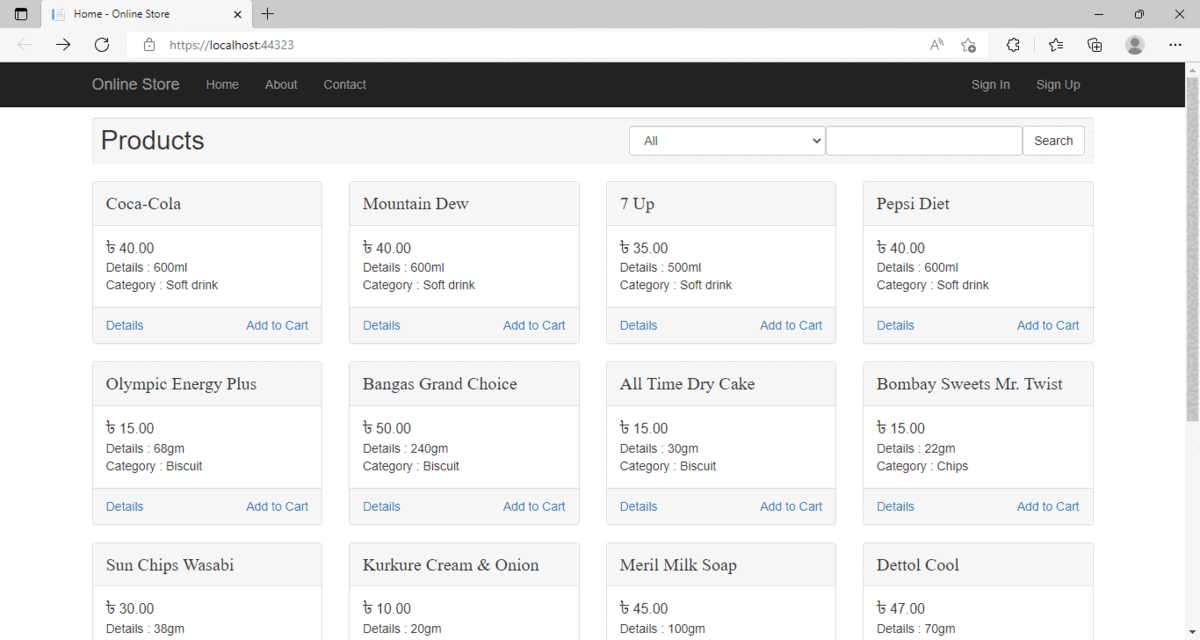 Home - Online Store
https://localhost:44323
Online Store Home About Contact Sign In Sign Up
Products All Search
Coca-Cola Mountain Dew 7 Up Pepsi Diet
৳ 40.00 ৳ 40.00 ৳ 35.00 ৳ 40.00
Details : 600ml Details : 600ml Details : 500ml Details : 600ml
Category : Soft drink Category : Soft drink Category : Soft drink Category : Soft drink
Details Add to Cart Details Add to Cart Details Add to Cart Details Add to Cart
Olympic Energy Plus Bangas Grand Choice All Time Dry Cake Bombay Sweets Mr. Twist
৳ 15.00 ৳ 50.00 ৳ 15.00 ৳ 15.00
Details : 68gm Details : 240gm Details : 30gm Details : 22gm
Category : Biscuit Category : Biscuit Category : Biscuit Category : Chips
Details Add to Cart Details Add to Cart Details Add to Cart Details Add to Cart
Sun Chips Wasabi Kurkure Cream & Onion Meril Milk Soap Dettol Cool
৳ 30.00 ৳ 10.00 ৳ 45.00 ৳ 47.00
Details : 38gm Details : 20gm Details : 100gm Details : 70gm